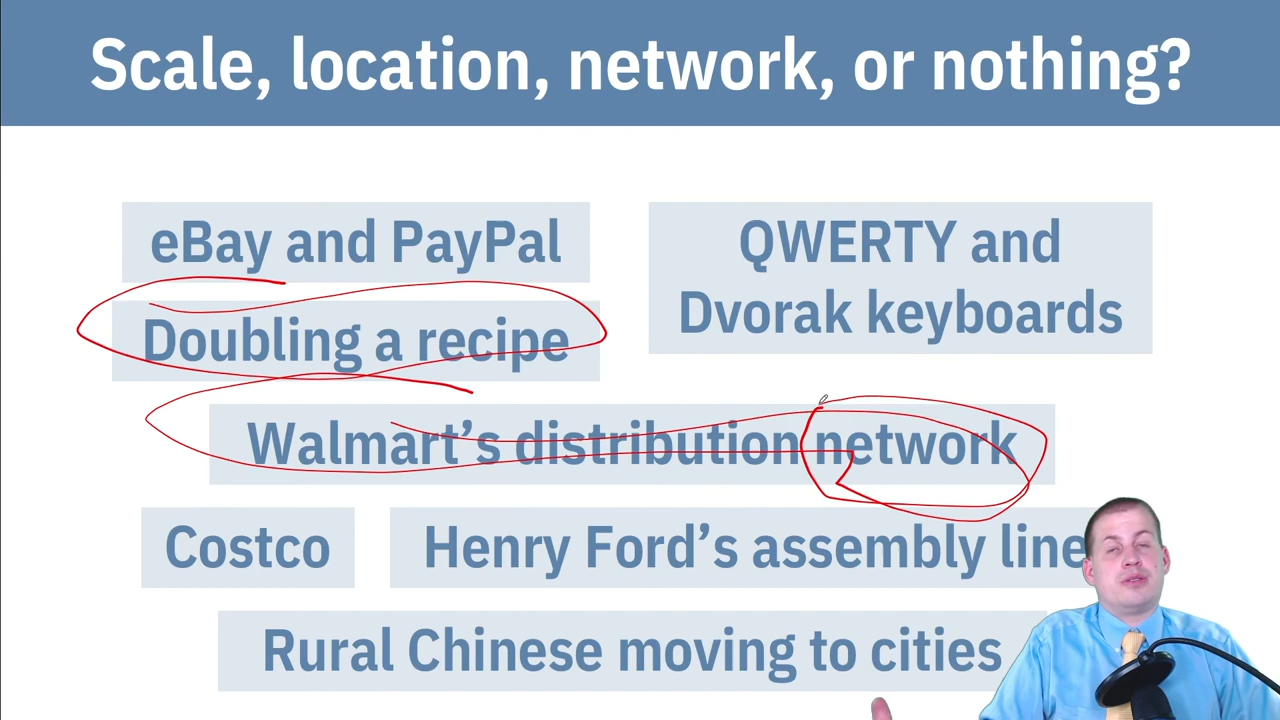 Scale, location, network, or nothing?
eBay and PayPal
QWERTY and
Dvorak keyboards
Doubling a recipe
Walmart's distribution network
Costco
Henry Ford's assembly line
Rural Chinese moving to cities